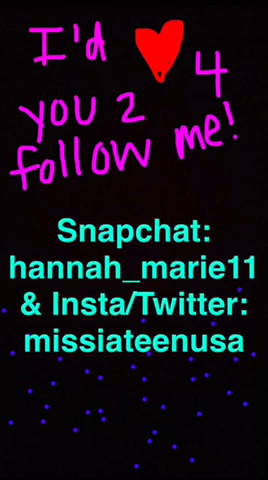 I'd ❤ 4
you 2
follow me!
Snapchat:
hannah_marie11
& Insta/Twitter:
missiateenusa